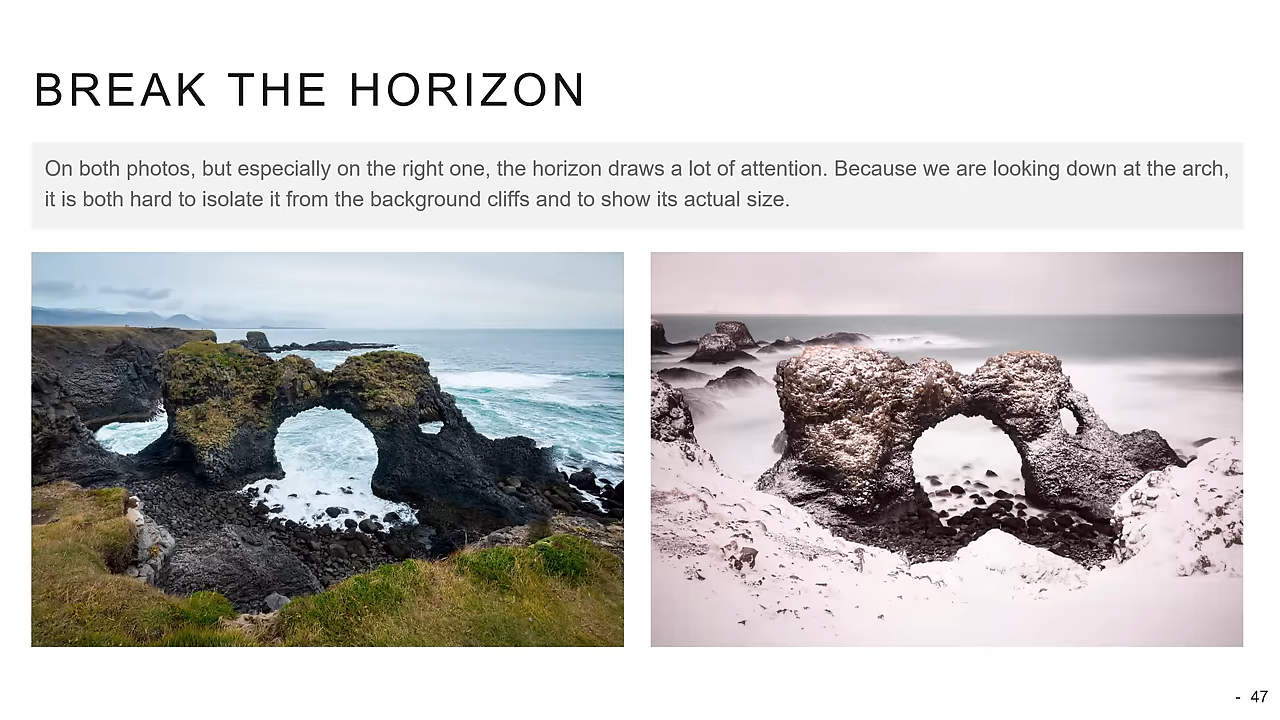 BREAK THE HORIZON
On both photos, but especially on the right one, the horizon draws a lot of attention. Because we are looking down at the arch,
it is both hard to isolate it from the background cliffs and to show its actual size.
- 47